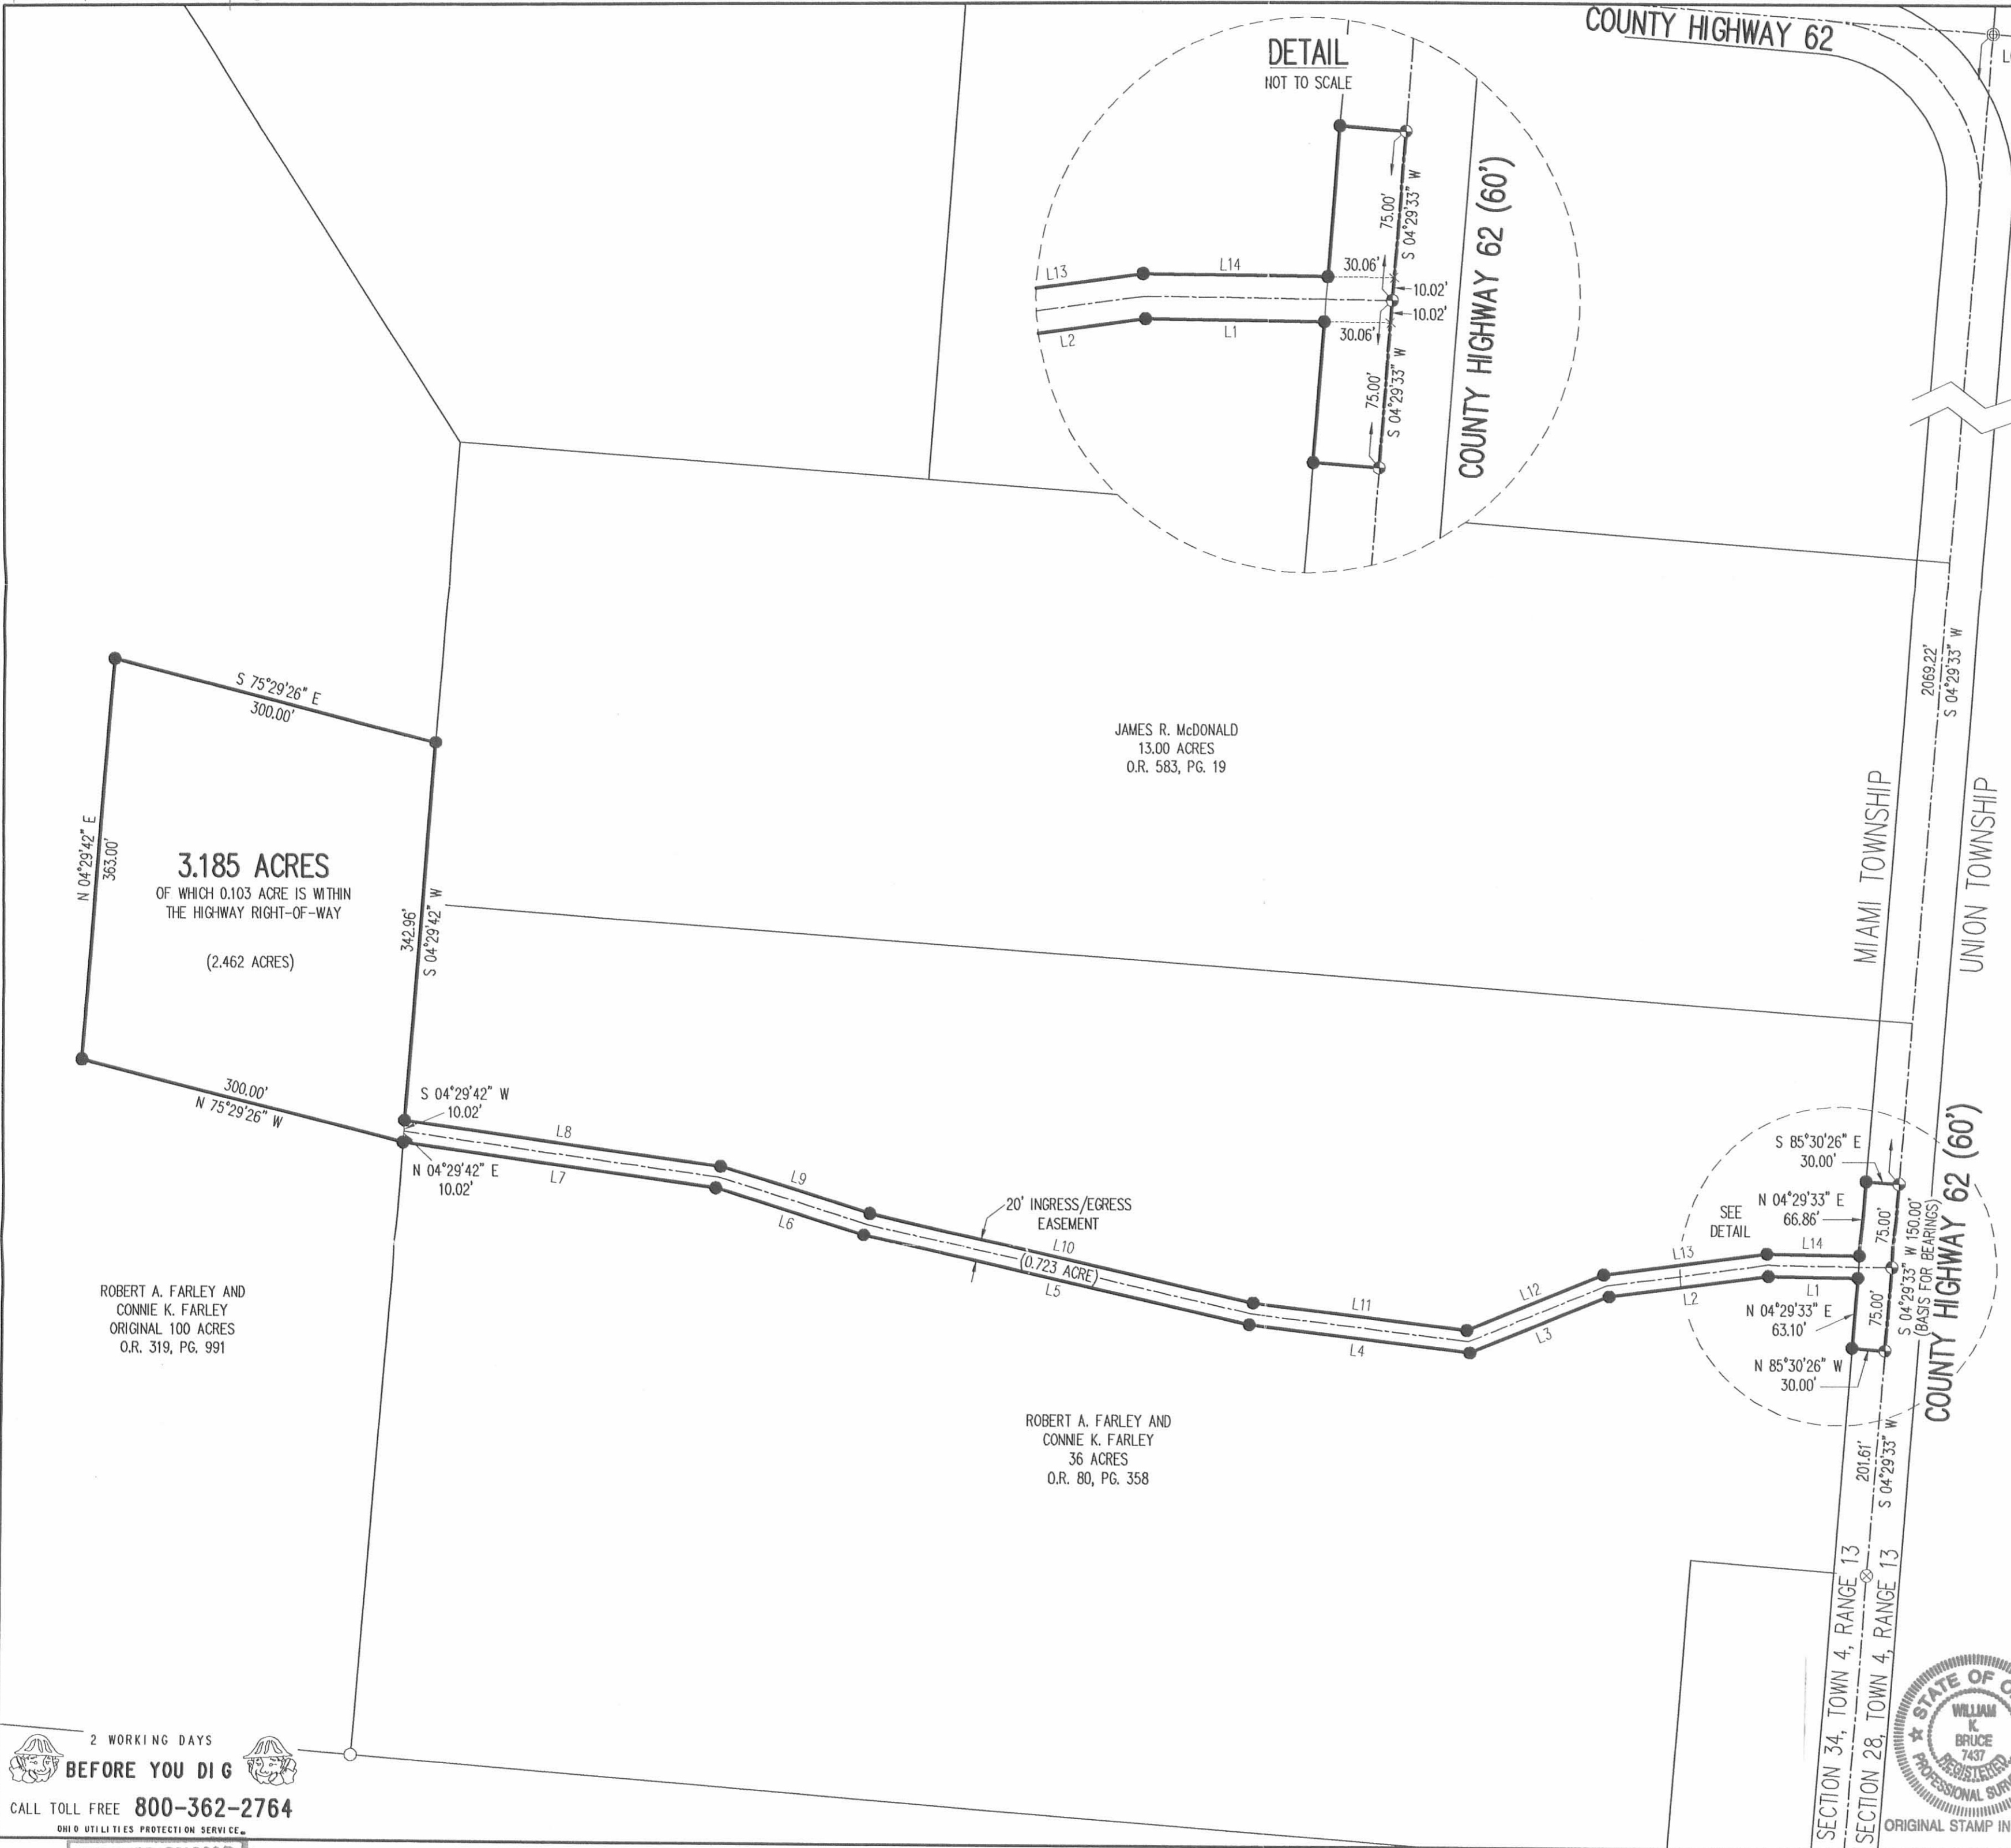 COUNTY HIGHWAY 62
DETAIL
NOT TO SCALE
75.00'
S 04°29'33" W
L13
L14
30.06'
10.02'
10.02'
L2
L1
30.06'
75.00'
S 04°29'33" W
COUNTY HIGHWAY 62 (60')
2069.22'
S 04°29'33" W
S 75°29'26" E
300.00'
JAMES R. McDONALD
13.00 ACRES
O.R. 583, PG. 19
MIAMI TOWNSHIP
UNION TOWNSHIP
N 04°29'42" E
363.00'
3.185 ACRES
OF WHICH 0.103 ACRE IS WITHIN
THE HIGHWAY RIGHT-OF-WAY
(2.462 ACRES)
342.96'
S 04°29'42" W
300.00'
N 75°29'26" W
S 04°29'42" W
10.02'
N 04°29'42" E
10.02'
L8
L7
L9
L6
20' INGRESS/EGRESS
EASEMENT
L10
(0.723 ACRE)
L5
L11
L4
L12
L3
L13
L2
L14
L1
SEE
DETAIL
S 85°30'26" E
30.00'
N 04°29'33" E
66.86'
75.00'
75.00'
S 04°29'33" W 150.00'
(BASIS FOR BEARINGS)
COUNTY HIGHWAY 62 (60')
N 04°29'33" E
63.10'
N 85°30'26" W
30.00'
201.61'
S 04°29'33" W
ROBERT A. FARLEY AND
CONNIE K. FARLEY
ORIGINAL 100 ACRES
O.R. 319, PG. 991
ROBERT A. FARLEY AND
CONNIE K. FARLEY
36 ACRES
O.R. 80, PG. 358
SECTION 34, TOWN 4, RANGE 13
SECTION 28, TOWN 4, RANGE 13
STATE OF
WILLIAM
K.
BRUCE
7437
REGISTERED
PROFESSIONAL
ORIGINAL STAMP IN
2 WORKING DAYS
BEFORE YOU DIG
CALL TOLL FREE 800-362-2764
OHIO UTILITIES PROTECTION SERVICE